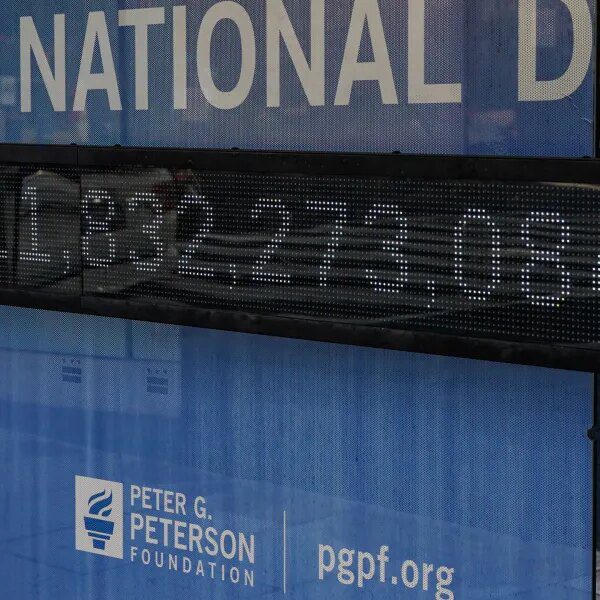 NATIONAL D
1,832,273,08
PETER G.
PETERSON
FOUNDATION
pgpf.org